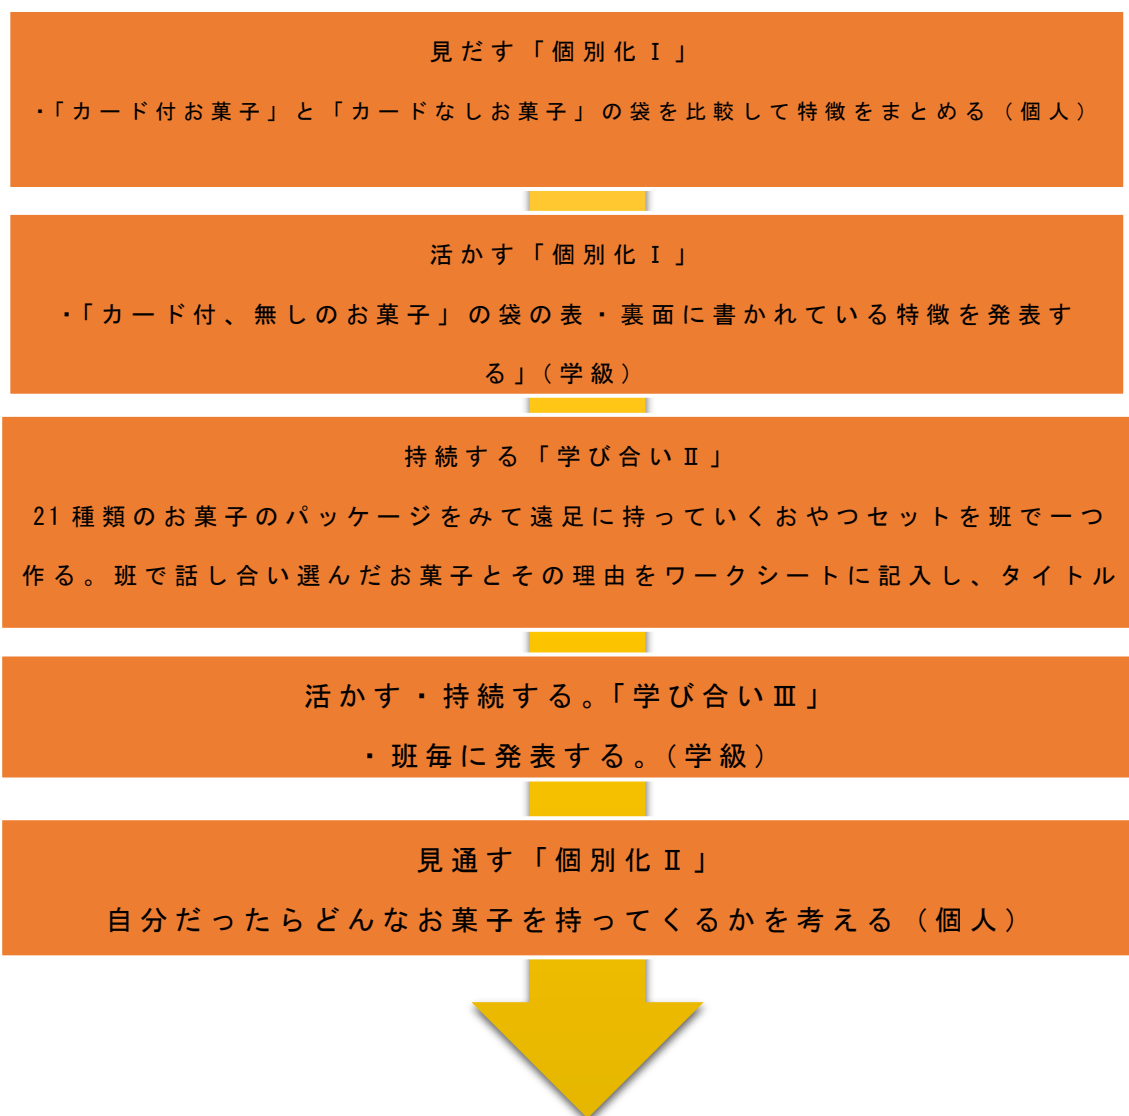 見だす「個別化Ⅰ」
・「カード付お菓子」と「カードなしお菓子」の袋を比較して特徴をまとめる（個人）
活かす「個別化Ⅰ」
・「カード付、無しのお菓子」の袋の表・裏面に書かれている特徴を発表す
る」（学級）
持続する「学び合いⅡ」
21種類のお菓子のパッケージをみて遠足に持っていくおやつセットを班で一つ
作る。班で話し合い選んだお菓子とその理由をワークシートに記入し、タイトル
活かす・持続する。「学び合いⅢ」
・班毎に発表する。（学級）
見通す「個別化Ⅱ」
自分だったらどんなお菓子を持ってくるかを考える（個人）